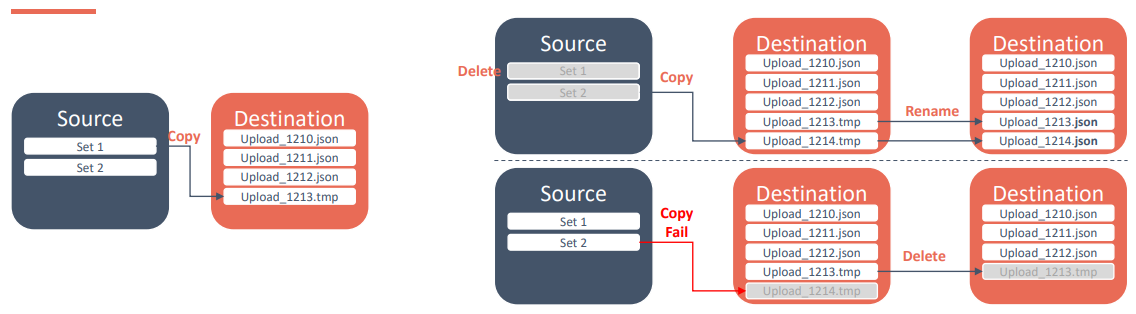 Source
Set 1
Set 2
Copy
Destination
Upload_1210.json
Upload_1211.json
Upload_1212.json
Upload_1213.tmp
Source
Delete
Set 1
Set 2
Copy
Destination
Upload_1210.json
Upload_1211.json
Upload_1212.json
Upload_1213.tmp
Upload_1214.tmp
Rename
Destination
Upload_1210.json
Upload_1211.json
Upload_1212.json
Upload_1213.json
Upload_1214.json
Source
Set 1
Set 2
Copy
Fail
Destination
Upload_1210.json
Upload_1211.json
Upload_1212.json
Upload_1213.tmp
Upload_1214.tmp
Delete
Destination
Upload_1210.json
Upload_1211.json
Upload_1212.json
Upload_1213.tmp